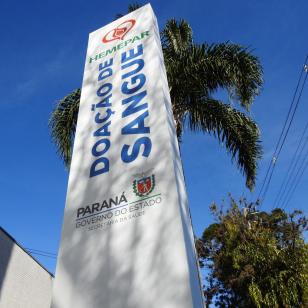 HEMEPAR
DOAÇÃO DE
SANGUE
PARANÁ
GOVERNO DO ESTADO
SECRETARIA DA SAÚDE